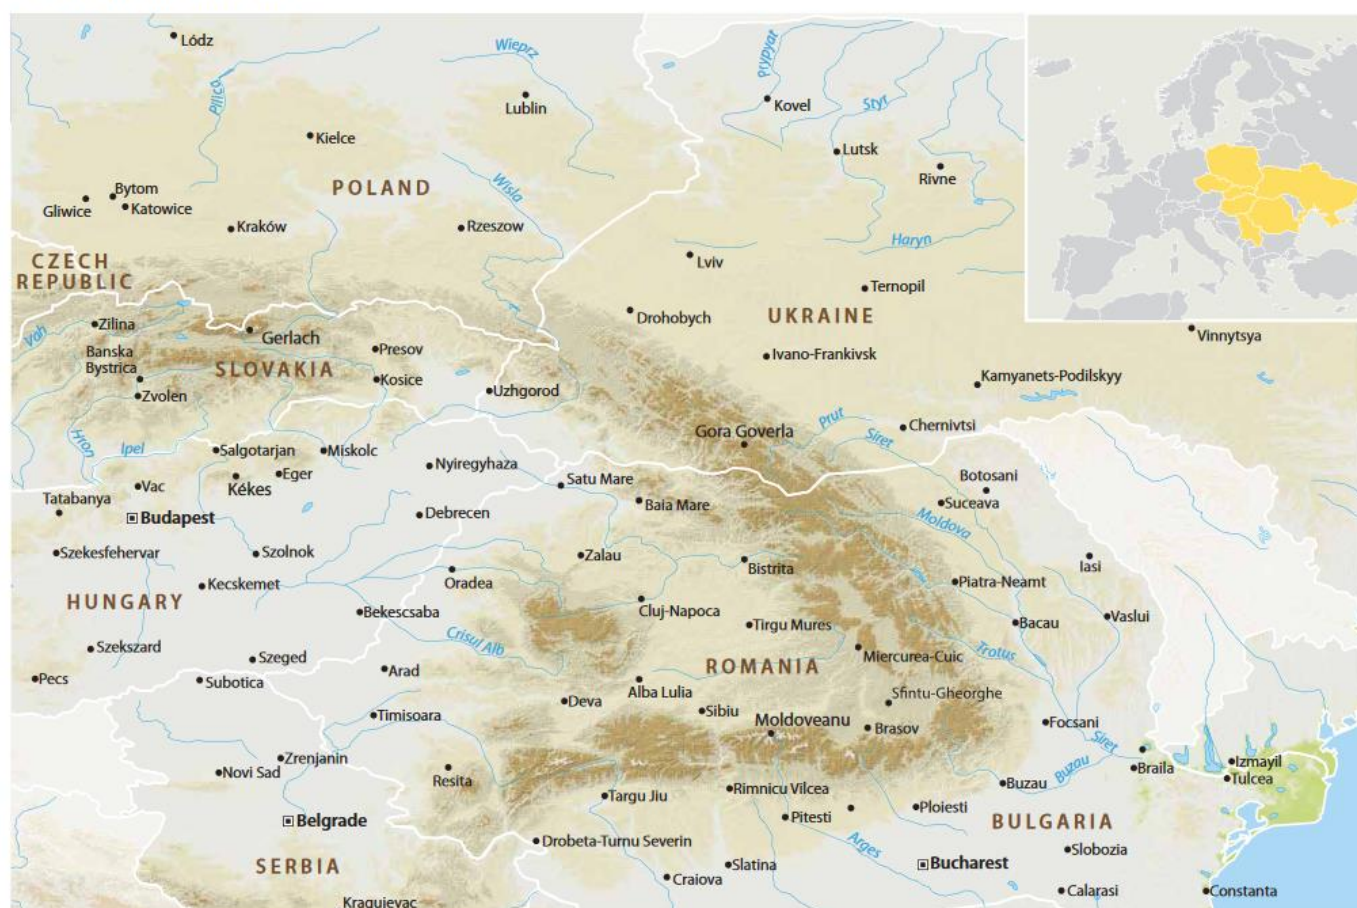 Lódz
Wieprz
Prypyat
Pilica
Lublin
Kovel
Styr
Kielce
Lutsk
Rivne
POLAND
Wisla
Bytom
Gliwice
Katowice
Kraków
Rzeszow
Haryn
Lviv
CZECH
REPUBLIC
Ternopil
Drohobych
UKRAINE
Zilina
Gerlach
Vah
Vinnytsya
Banska
Bystrica
Presov
Ivano-Frankivsk
SLOVAKIA
Kosice
Kamyanets-Podilskyy
Zvolen
Uzhgorod
Prut
Chernivtsi
Hron
Ipel
Gora Goverla
Siret
Salgotarjan
Miskolc
Nyiregyhaza
Eger
Kékes
Vac
Satu Mare
Botosani
Tatabanya
Baia Mare
Suceava
Budapest
Debrecen
Moldova
Szekesfehervar
Szolnok
Zalau
Iasi
Bistrita
Oradea
Kecskemet
Piatra-Neamt
HUNGARY
Bekescsaba
Cluj-Napoca
Tirgu Mures
Bacau
Vaslui
Crisul Alb
Szekszard
Trotus
Szeged
Miercurea-Cuic
ROMANIA
Arad
Pecs
Subotica
Alba Lulia
Sfintu-Gheorghe
Deva
Sibiu
Timisoara
Moldoveanu
Brasov
Focsani
Siret
Zrenjanin
Buzau
Izmayil
Novi Sad
Resita
Braila
Tulcea
Targu Jiu
Rimnicu Vilcea
Buzau
Ploiesti
Pitesti
Belgrade
BULGARIA
Drobeta-Turnu Severin
Arges
Slobozia
SERBIA
Slatina
Bucharest
Craiova
Calarasi
Constanta
Kragujevac